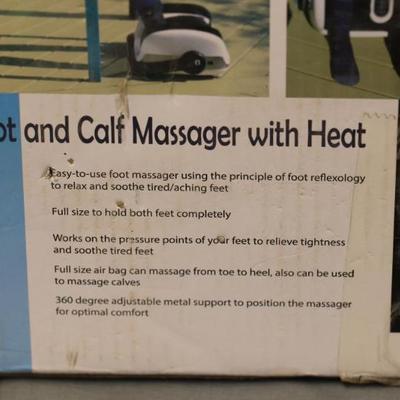 ot and Calf Massager with Heat
Easy-to-use foot massager using the principle of foot reflexology
to relax and soothe tired/aching feet
Full size to hold both feet completely
Works on the pressure points of your feet to relieve tightness
and soothe tired feet
Full size air bag can massage from toe to heel, also can be used
to massage calves
360 degree adjustable metal support to position the massager
for optimal comfort